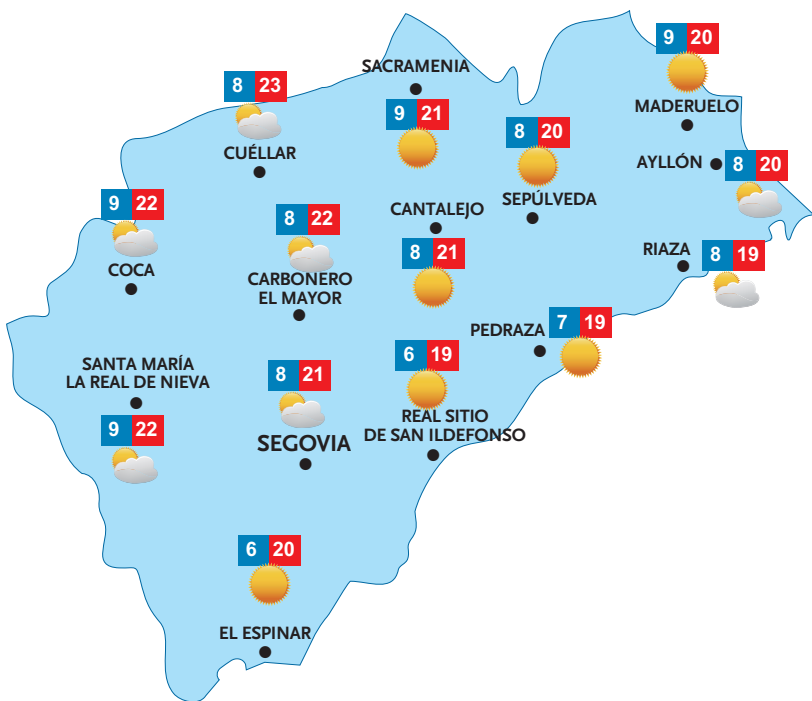 9 20
MADERUELO
SACRAMENIA
9 21
8 23
CUÉLLAR
8 20
SEPÚLVEDA
AYLLÓN
8 20
9 22
COCA
8 22
CARBONERO
EL MAYOR
CANTALEJO
8 21
RIAZA
8 19
PEDRAZA
7 19
SANTA MARÍA
LA REAL DE NIEVA
9 22
8 21
SEGOVIA
6 19
REAL SITIO
DE SAN ILDEFONSO
6 20
EL ESPINAR